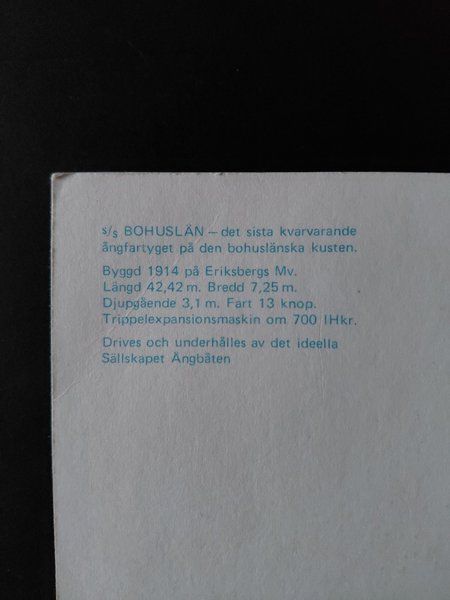 s/s BOHUSLÄN – det sista kvarvarande
ångfartyget på den bohuslänska kusten.
Byggd 1914 på Eriksbergs Mv.
Längd 42,42 m. Bredd 7,25 m.
Djupgående 3,1 m. Fart 13 knop.
Trippelexpansionsmaskin om 700 IHkr.
Drives och underhålles av det ideella
Sällskapet Ångbåten